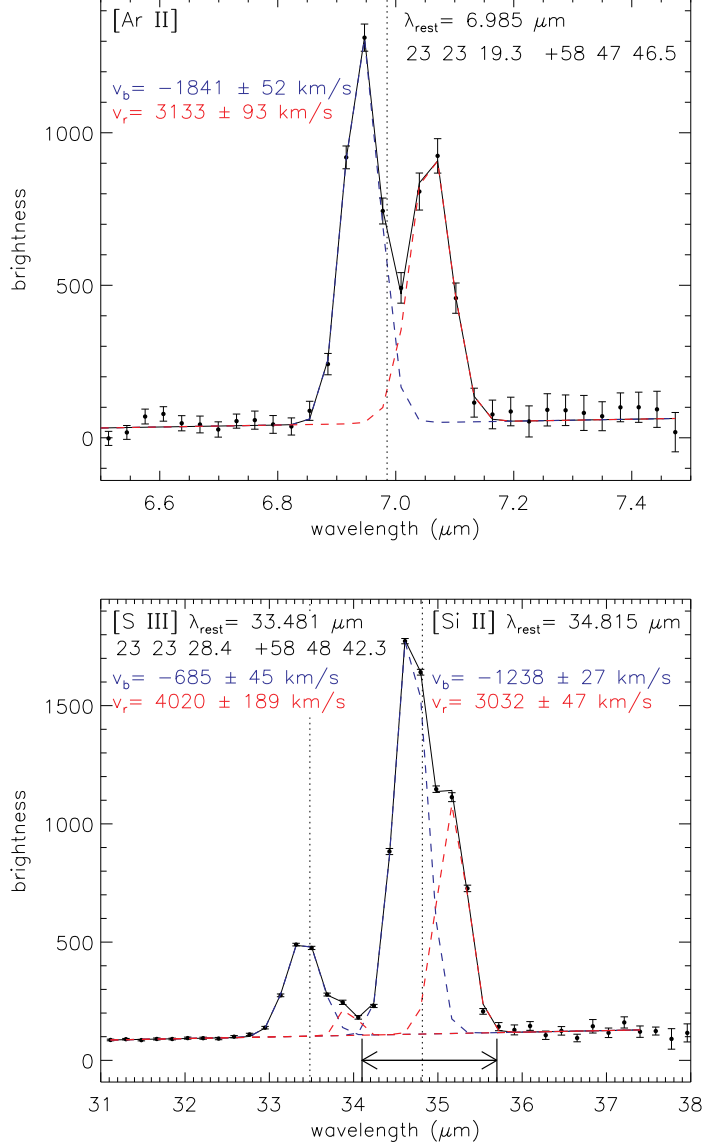 [Ar II]
λrest= 6.985 μm
23 23 19.3 +58 47 46.5
vb= −1841 ± 52 km/s
vr= 3133 ± 93 km/s
1000
500
0
brightness
6.6 6.8 7.0 7.2 7.4
wavelength (μm)
[S III] λrest= 33.481 μm
[Si II] λrest= 34.815 μm
23 23 28.4 +58 48 42.3
vb= −685 ± 45 km/s
vb= −1238 ± 27 km/s
vr= 4020 ± 189 km/s
vr= 3032 ± 47 km/s
1500
1000
500
0
brightness
31 32 33 34 35 36 37 38
wavelength (μm)